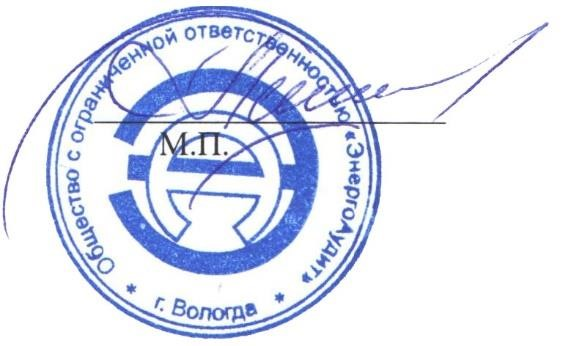 Общество с ограниченной ответственностью «ЭнергоАудит»
М.П.
* г. Вологда *